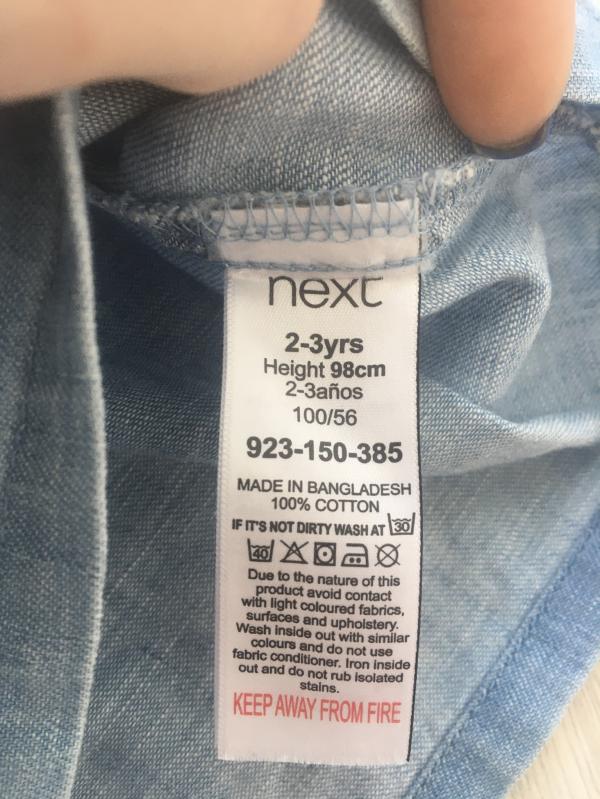 next
2-3yrs
Height 98cm
2-3años
100/56
923-150-385
MADE IN BANGLADESH
100% COTTON
IF IT'S NOT DIRTY WASH AT 30
40
Due to the nature of this
product avoid contact
with light coloured fabrics,
surfaces and upholstery.
Wash inside out with similar
colours and do not use
fabric conditioner. Iron inside
out and do not rub isolated
stains.
KEEP AWAY FROM FIRE